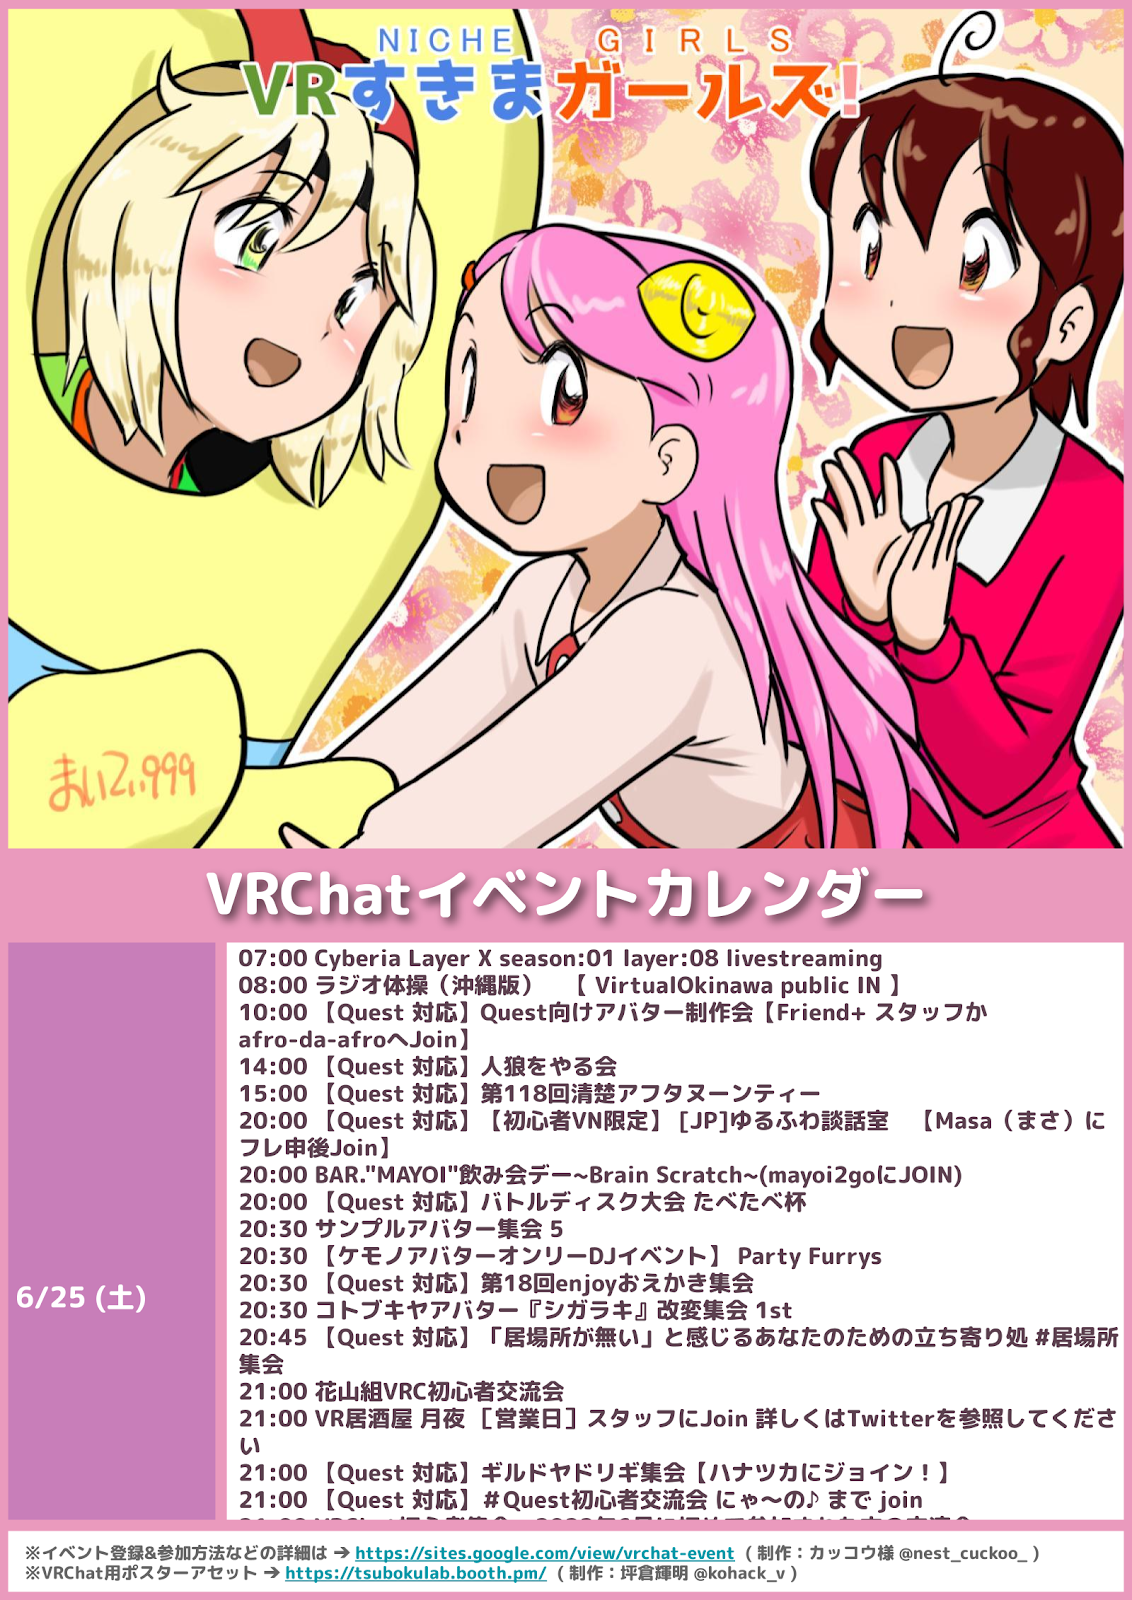 NICHE GIRLS
VRすきまガールズ!
まいてぃ999
VRChatイベントカレンダー
6/25 (土)
07:00 Cyberia Layer X season:01 layer:08 livestreaming
08:00 ラジオ体操（沖縄版）　【 VirtualOkinawa public IN 】
10:00 【Quest 対応】Quest向けアバター制作会【Friend+ スタッフか
afro-da-afroへJoin】
14:00 【Quest 対応】人狼をやる会
15:00 【Quest 対応】第118回清楚アフタヌーンティー
20:00 【Quest 対応】【初心者VN限定】 [JP]ゆるふわ談話室　【Masa（まさ）に
フレ申後Join】
20:00 BAR."MAYOI"飲み会デー~Brain Scratch~(mayoi2goにJOIN)
20:00 【Quest 対応】バトルディスク大会 たべたべ杯
20:30 サンプルアバター集会 5
20:30 【ケモノアバターオンリーDJイベント】 Party Furrys
20:30 【Quest 対応】第18回enjoyおえかき集会
20:30 コトブキヤアバター『シガラキ』改変集会 1st
20:45 【Quest 対応】「居場所が無い」と感じるあなたのための立ち寄り処 #居場所
集会
21:00 花山組VRC初心者交流会
21:00 VR居酒屋 月夜 ［営業日］スタッフにJoin 詳しくはTwitterを参照してくださ
い
21:00 【Quest 対応】ギルドヤドリギ集会【ハナツカにジョイン！】
21:00 【Quest 対応】＃Quest初心者交流会 にゃ〜の♪ まで join
※イベント登録&参加方法などの詳細は ➔ https://sites.google.com/view/vrchat-event ( 制作：カッコウ様 @nest_cuckoo_ )
※VRChat用ポスターアセット ➔ https://tsubokulab.booth.pm/ ( 制作：坪倉輝明 @kohack_v )